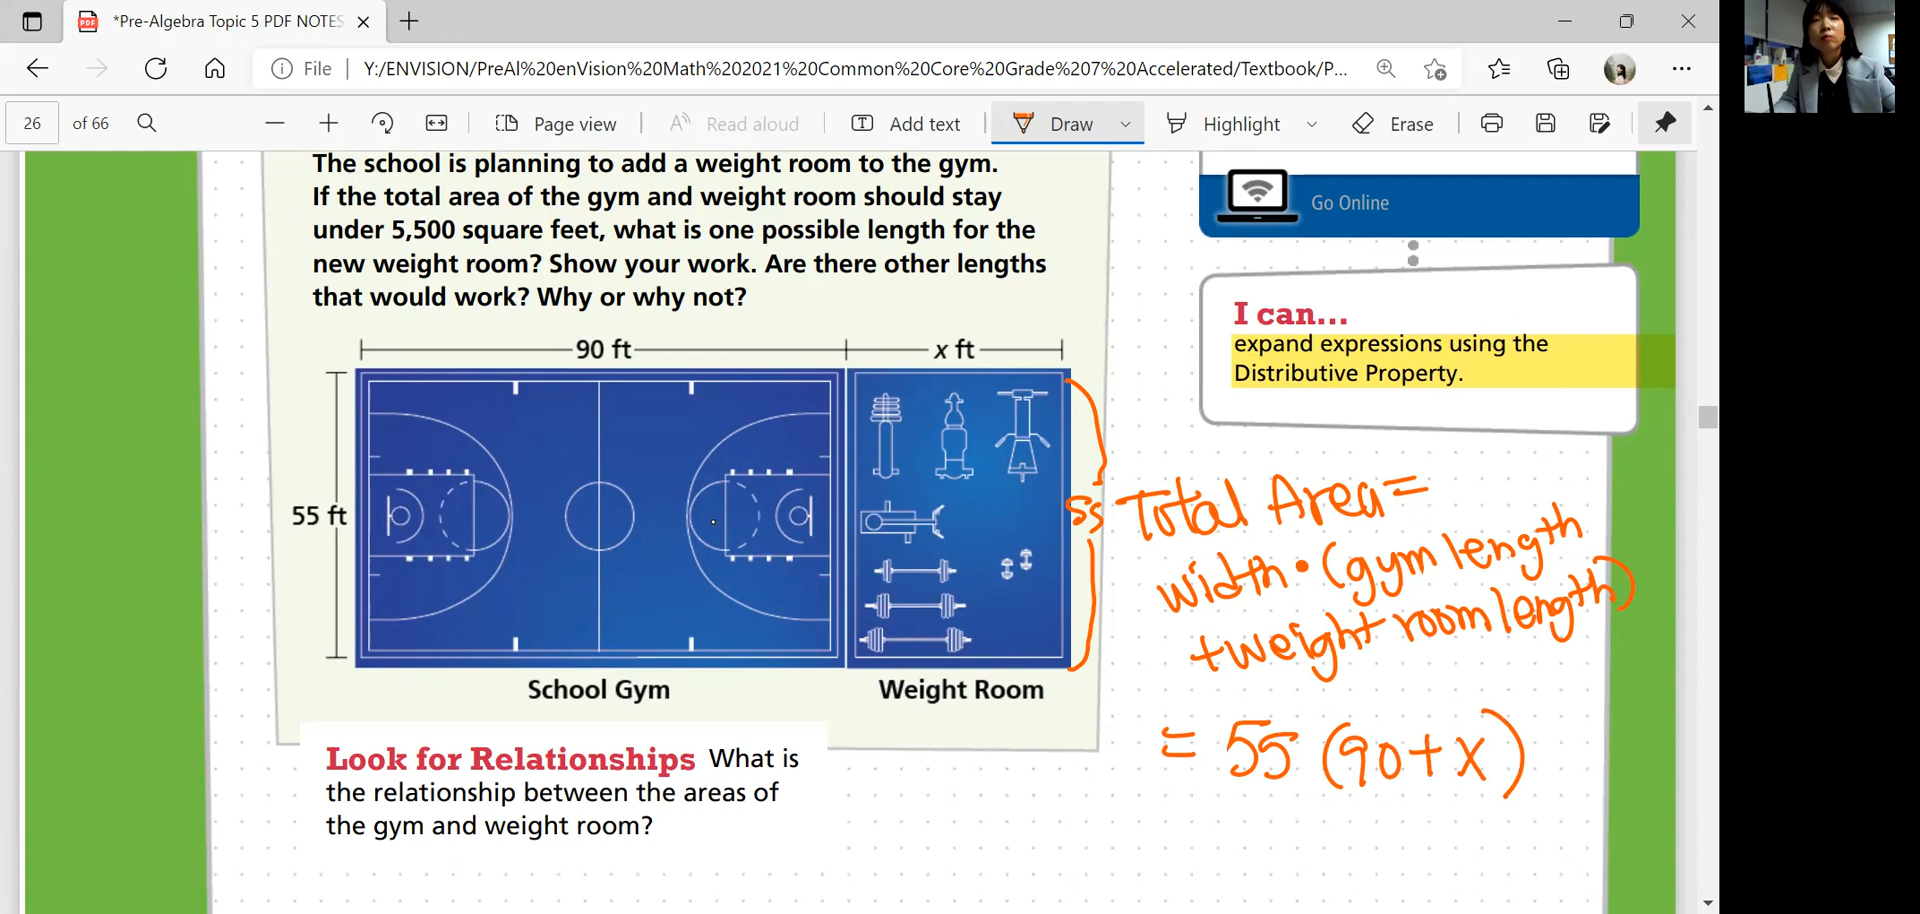 *Pre-Algebra Topic 5 PDF NOTES
File
Y:/ENVISION/PreAl%20enVision%20Math%202021%20Common%20Core%20Grade%207%20Accelerated/Textbook/P...
26 of 66
Page view
Read aloud
Add text
Draw
Highlight
Erase
The school is planning to add a weight room to the gym.
If the total area of the gym and weight room should stay
under 5,500 square feet, what is one possible length for the
new weight room? Show your work. Are there other lengths
that would work? Why or why not?
90 ft
x ft
55 ft
School Gym
Weight Room
Look for Relationships What is
the relationship between the areas of
the gym and weight room?
Go Online
I can...
expand expressions using the
Distributive Property.
55
Total Area=
width•(gym length
+weight room length)
= 55 (90+x)